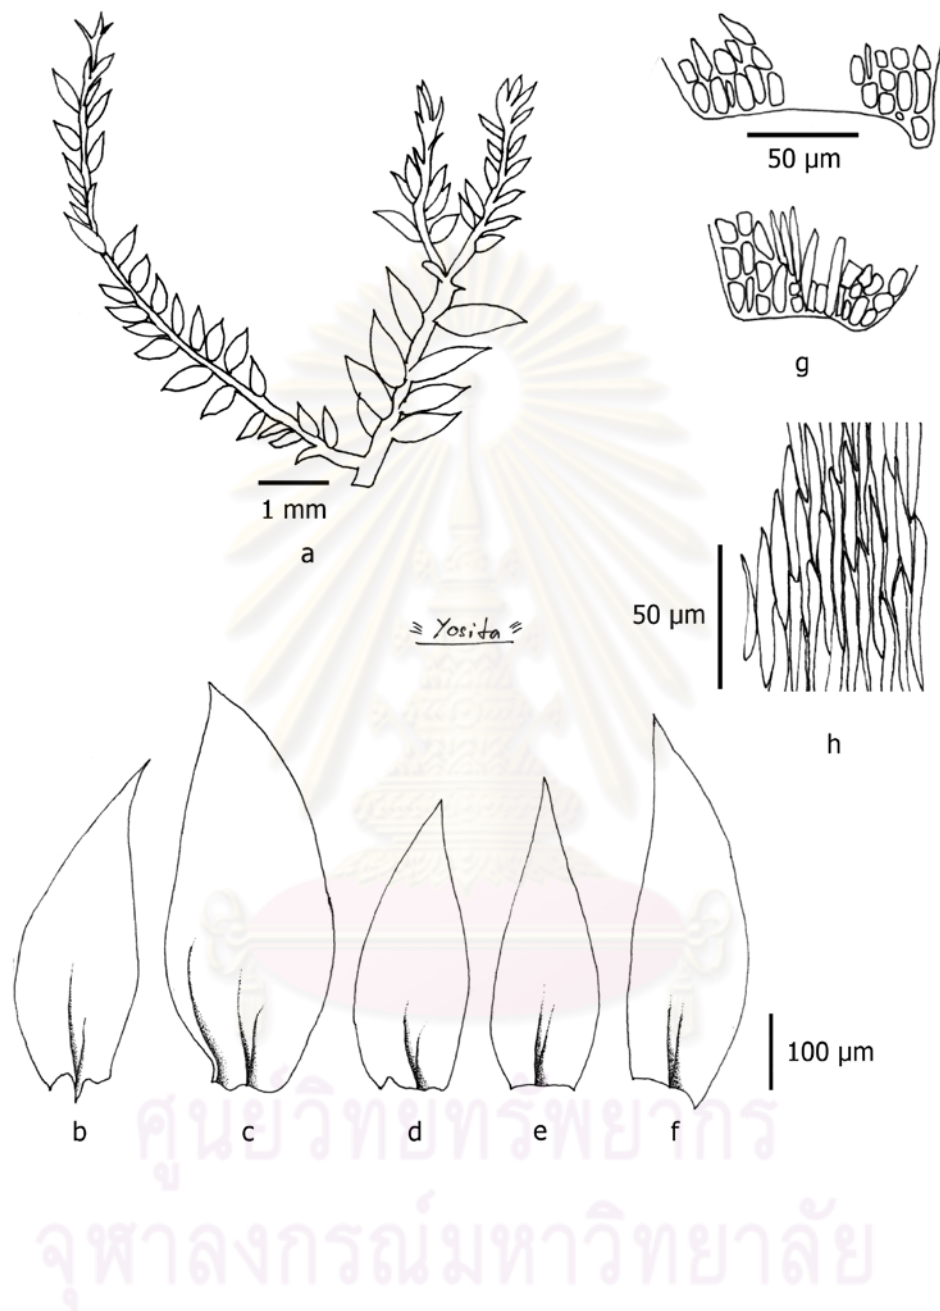 50 µm
g
1 mm
a
50 µm
Yosita
h
100 µm
b c d e f
ศูนย์วิทยทรัพยากร
จุฬาลงกรณ์มหาวิทยาลัย